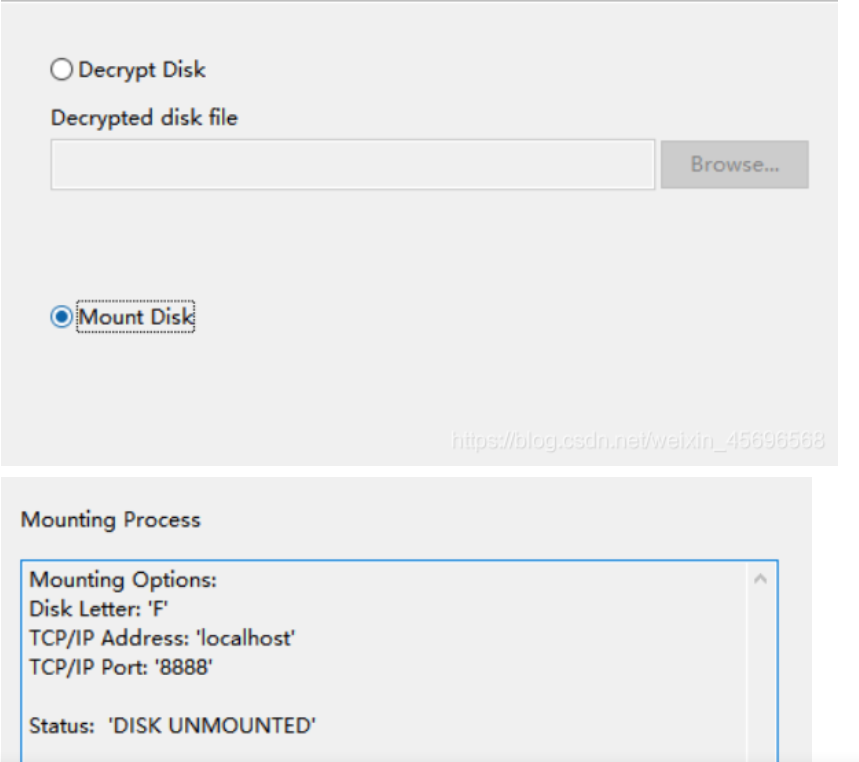 Decrypt Disk
Decrypted disk file
Browse...
Mount Disk
https://blog.csdn.net/weixin_45696568
Mounting Process
Mounting Options:
Disk Letter: 'F'
TCP/IP Address: 'localhost'
TCP/IP Port: '8888'
Status:  'DISK UNMOUNTED'